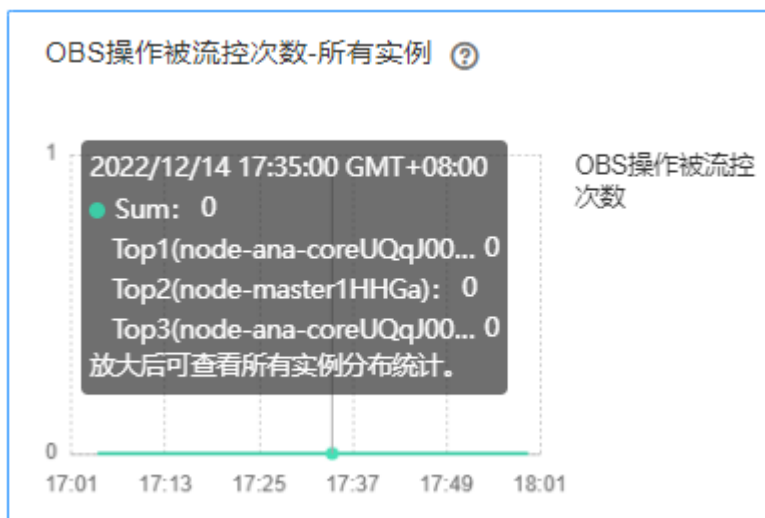 OBS操作被流控次数-所有实例 ?
1
2022/12/14 17:35:00 GMT+08:00
Sum: 0
Top1(node-ana-coreUQqJ00... 0
Top2(node-master1HHGa): 0
Top3(node-ana-coreUQqJ00... 0
放大后可查看所有实例分布统计。
OBS操作被流控
次数
0
17:01 17:13 17:25 17:37 17:49 18:01